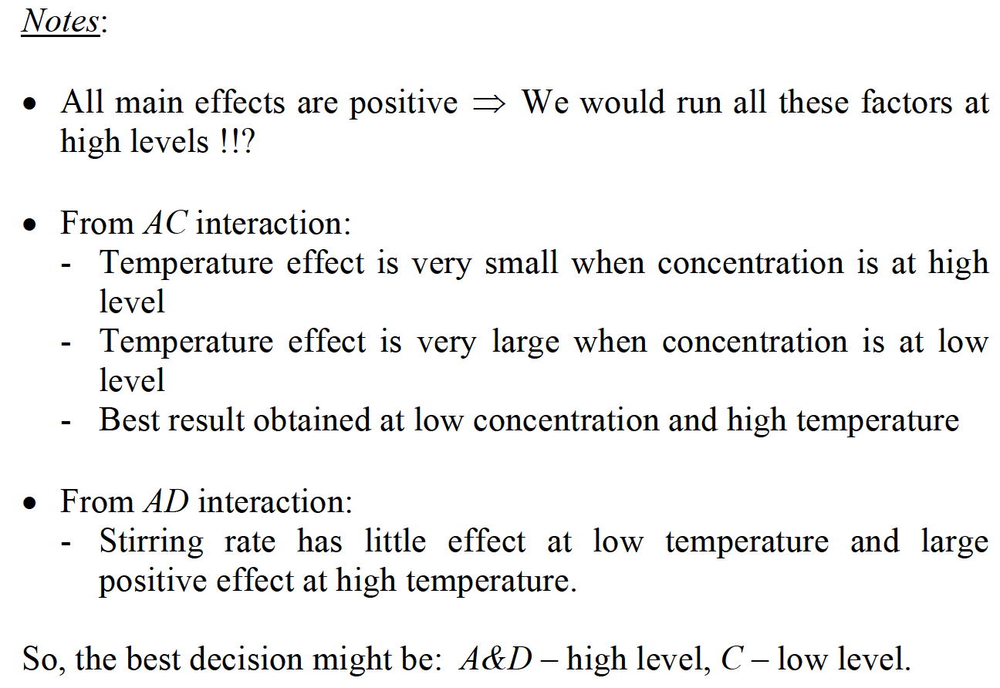 Notes:
• All main effects are positive ⇒ We would run all these factors at
high levels !!?
• From AC interaction:
- Temperature effect is very small when concentration is at high
level
- Temperature effect is very large when concentration is at low
level
- Best result obtained at low concentration and high temperature
• From AD interaction:
- Stirring rate has little effect at low temperature and large
positive effect at high temperature.
So, the best decision might be: A&D – high level, C – low level.